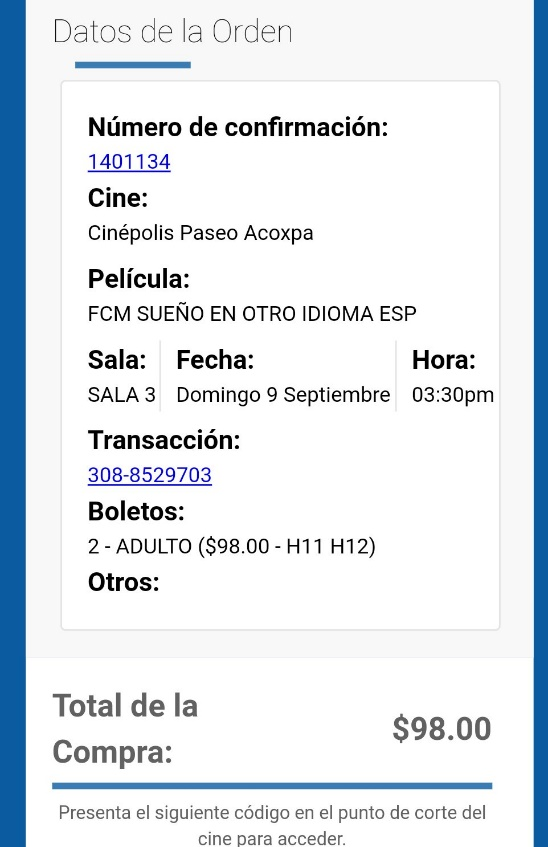 Datos de la Orden
Número de confirmación:
1401134
Cine:
Cinépolis Paseo Acoxpa
Película:
FCM SUEÑO EN OTRO IDIOMA ESP
Sala: Fecha: Hora:
SALA 3 Domingo 9 Septiembre 03:30pm
Transacción:
308-8529703
Boletos:
2 - ADULTO ($98.00 - H11 H12)
Otros:
Total de la
Compra:
$98.00
Presenta el siguiente código en el punto de corte del
cine para acceder.